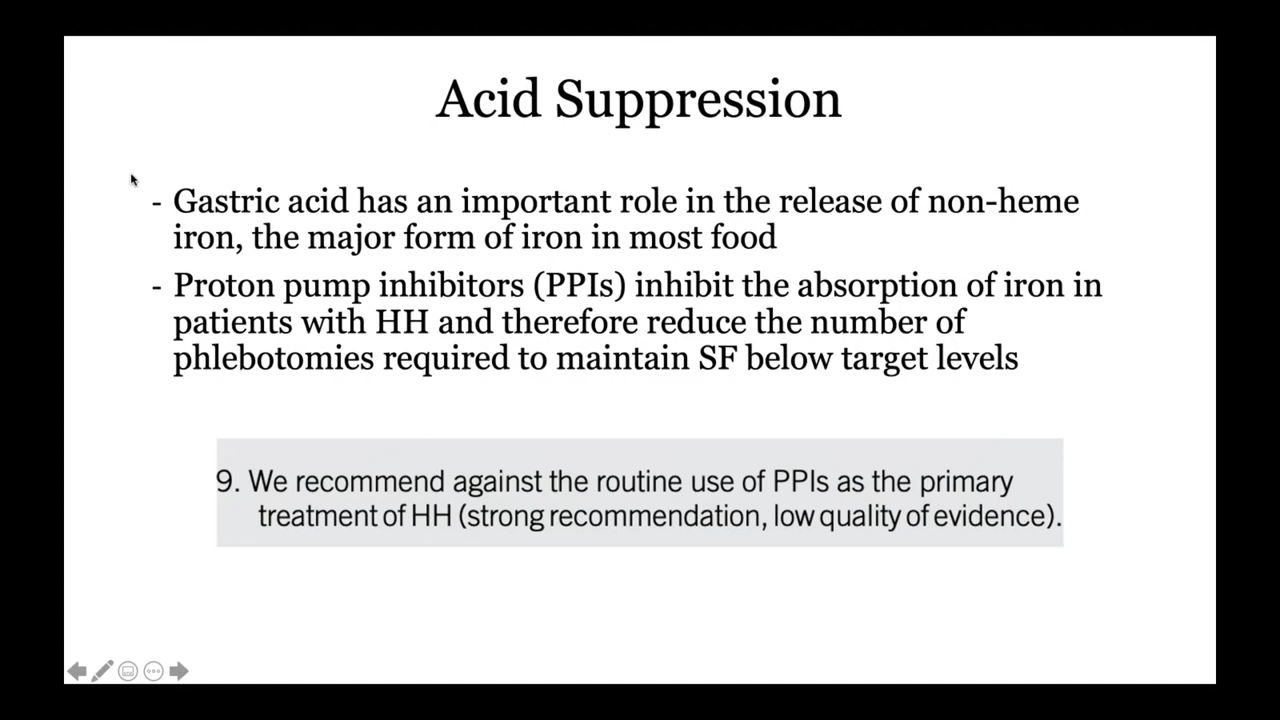 Acid Suppression
- Gastric acid has an important role in the release of non-heme
iron, the major form of iron in most food
- Proton pump inhibitors (PPIs) inhibit the absorption of iron in
patients with HH and therefore reduce the number of
phlebotomies required to maintain SF below target levels
9. We recommend against the routine use of PPIs as the primary
treatment of HH (strong recommendation, low quality of evidence).